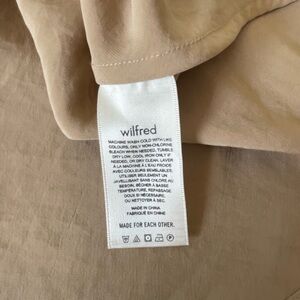 wilfred
MACHINE WASH COLD WITH LIKE
COLOURS, ONLY NON-CHLORINE
BLEACH WHEN NEEDED, TUMBLE
DRY LOW, COOL IRON ONLY IF
NEEDED, OR DRY CLEAN. LAVER
À LA MACHINE À L'EAU FROIDE
AVEC COULEURS SEMBLABLES,
UTILISER SEULEMENT UN
JAVELLISANT SANS CHLORE AU
BESOIN, SÉCHER À BASSE
TEMPÉRATURE, REPASSAGE
DOUX SI NÉCESSAIRE,
OU NETTOYER À SEC.
MADE IN CHINA
FABRIQUÉ EN CHINE
MADE FOR EACH OTHER.